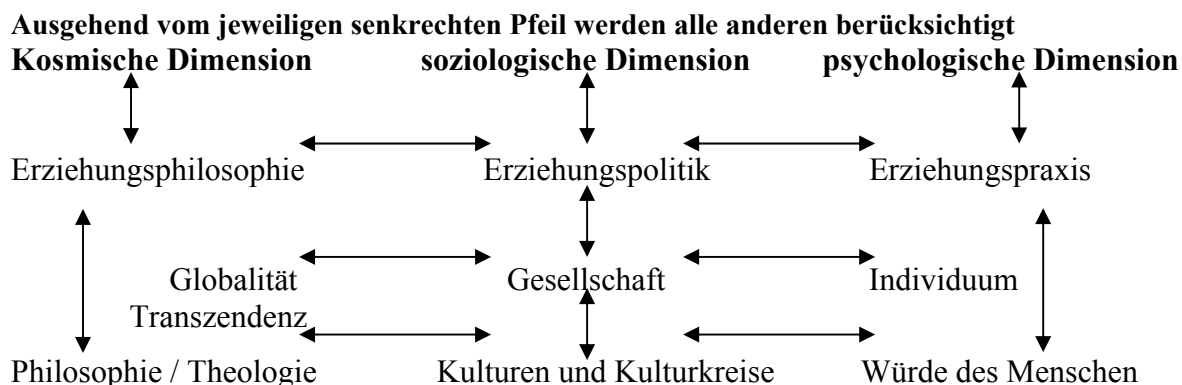 Ausgehend vom jeweiligen senkrechten Pfeil werden alle anderen berücksichtigt
Kosmische Dimension soziologische Dimension psychologische Dimension
Erziehungsphilosophie Erziehungspolitik Erziehungspraxis
Globalität Gesellschaft Individuum
Transzendenz
Philosophie / Theologie Kulturen und Kulturkreise Würde des Menschen